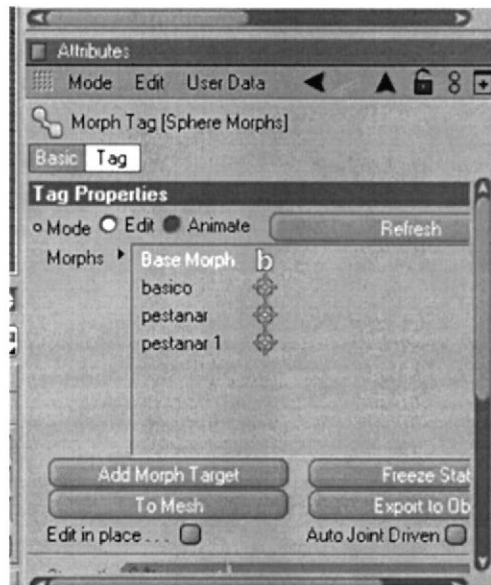 Attributes
Mode Edit User Data
Morph Tag [Sphere Morphs]
Basic Tag
Tag Properties
Mode Edit Animate Refresh
Morphs Base Morph b
basico
pestanar
pestanar 1
Add Morph Target Freeze Stat
To Mesh Export to Ob
Edit in place . . . Auto Joint Driven